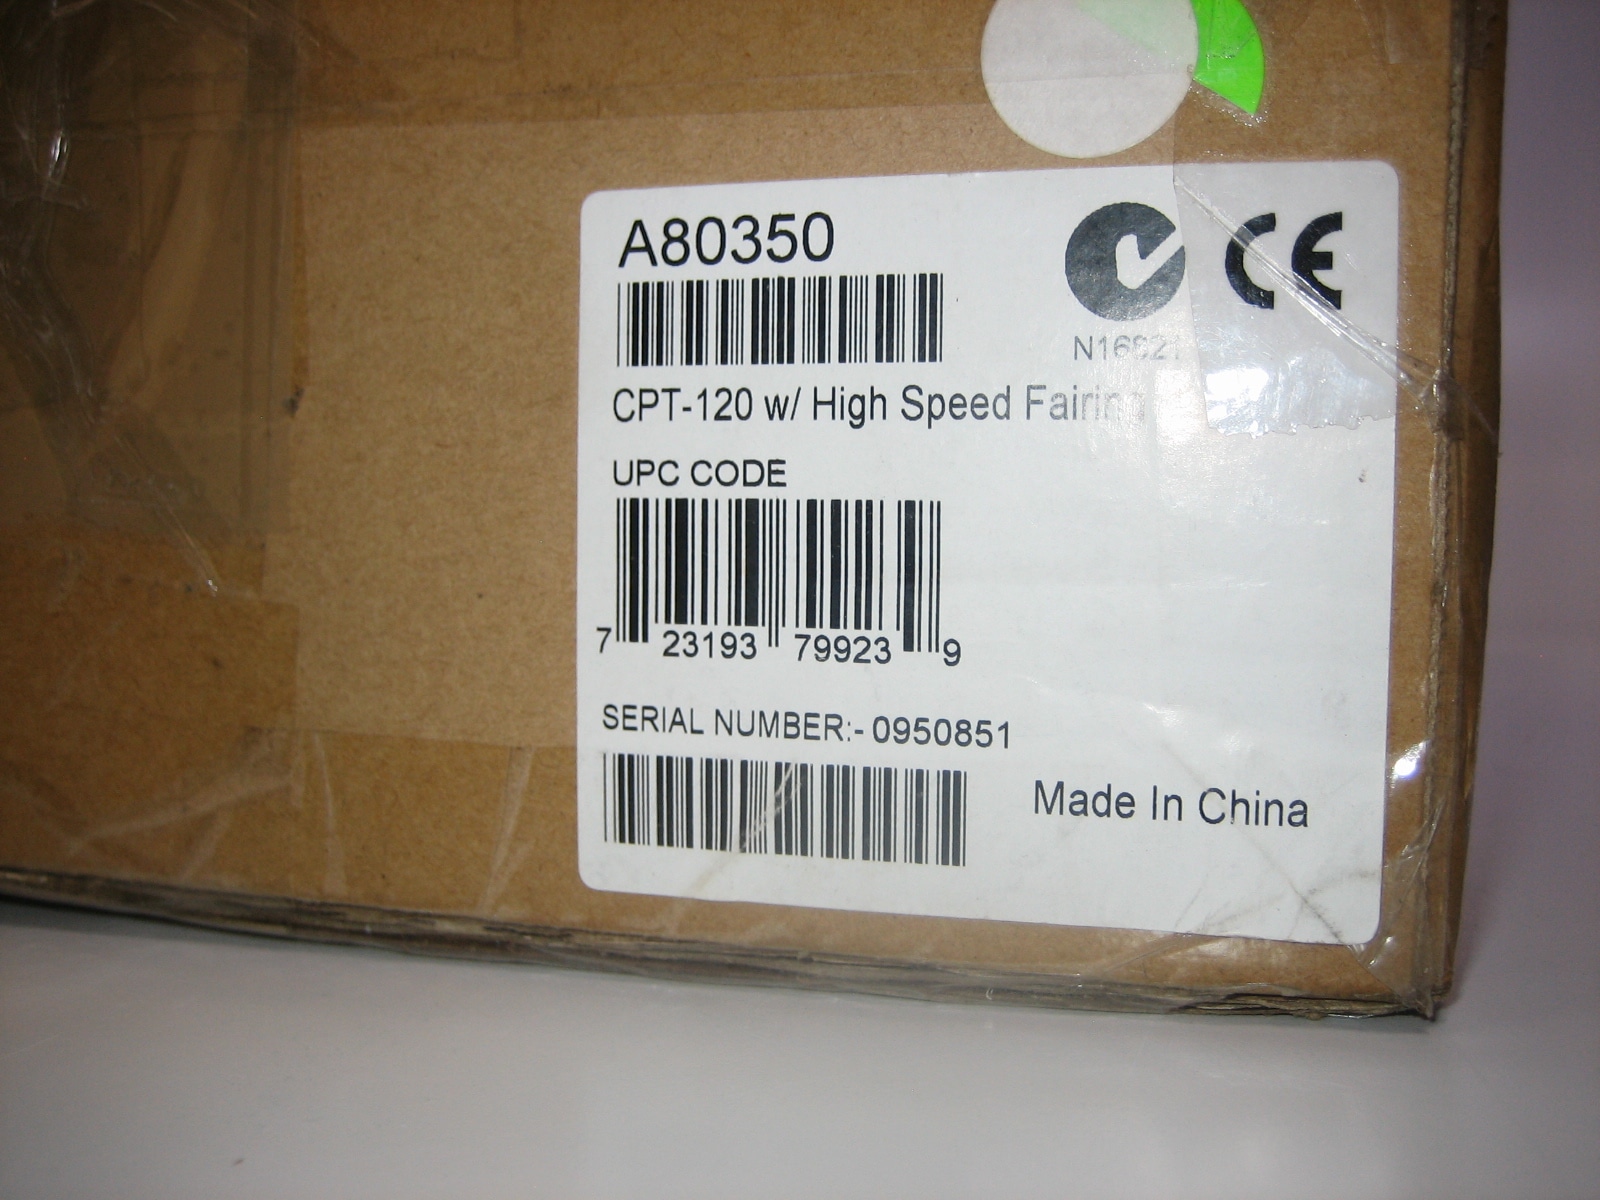 A80350
CE
CPT-120 w/ High Speed Fairing
UPC CODE
7 23193 79923 9
SERIAL NUMBER:- 0950851
Made In China